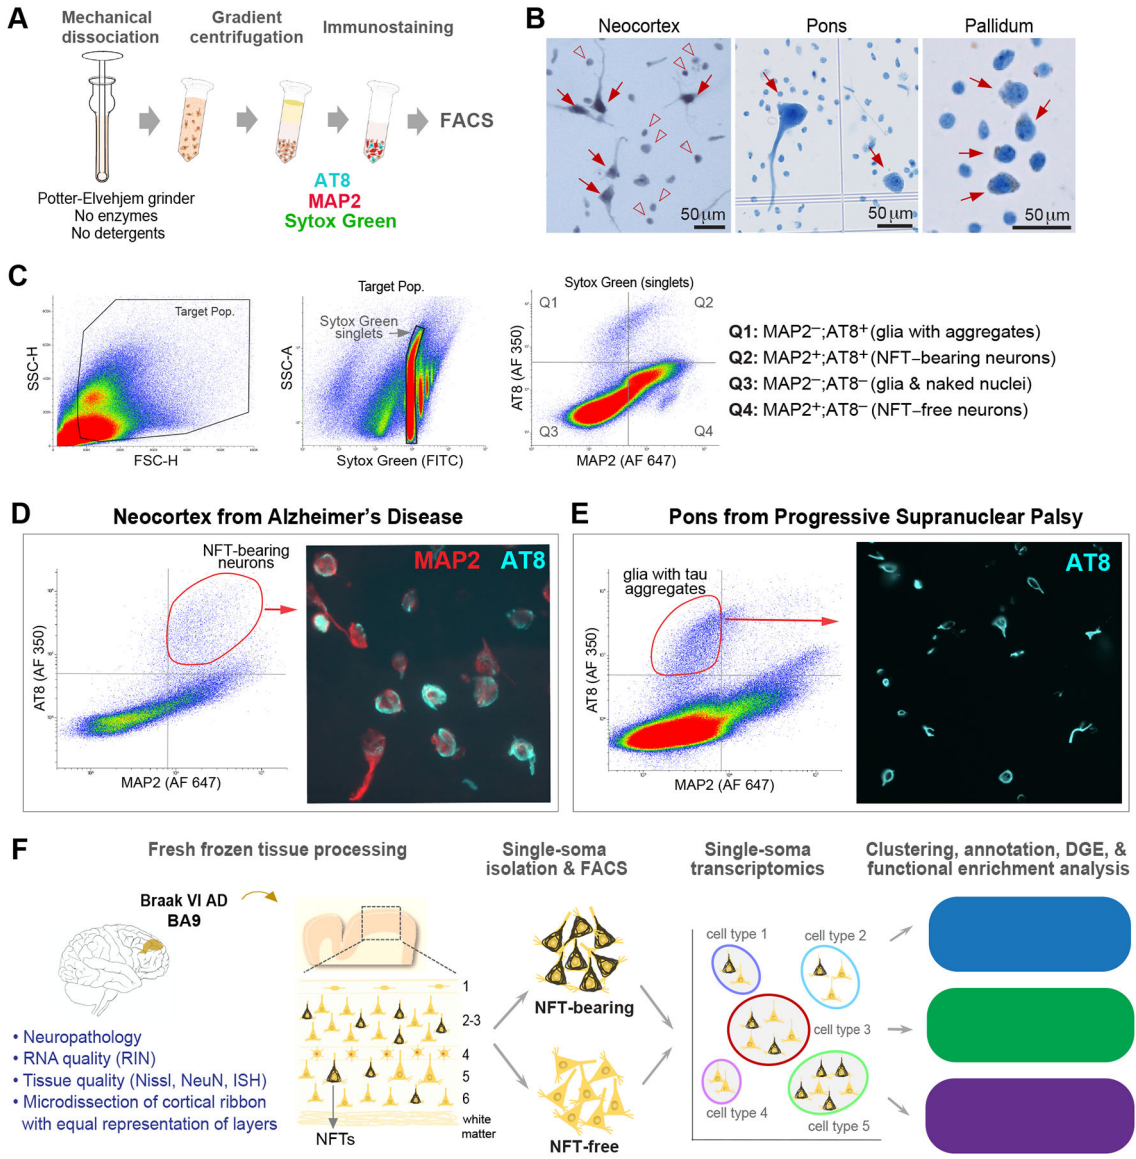 A
Mechanical
dissociation
Gradient
centrifugation
Immunostaining
FACS
Potter-Elvehjem grinder
No enzymes
No detergents
AT8
MAP2
Sytox Green
B
Neocortex
Pons
Pallidum
50 µm
50 µm
50 µm
C
Target Pop.
SSC-H
FSC-H
Target Pop.
Sytox Green
singlets
SSC-A
Sytox Green (FITC)
Sytox Green (singlets)
Q1
Q2
Q3
Q4
AT8 (AF 350)
MAP2 (AF 647)
Q1: MAP2–;AT8+ (glia with aggregates)
Q2: MAP2+;AT8+ (NFT–bearing neurons)
Q3: MAP2–;AT8– (glia & naked nuclei)
Q4: MAP2+;AT8– (NFT–free neurons)
D
Neocortex from Alzheimer's Disease
NFT-bearing
neurons
AT8 (AF 350)
MAP2 (AF 647)
MAP2 AT8
E
Pons from Progressive Supranuclear Palsy
glia with tau
aggregates
AT8 (AF 350)
MAP2 (AF 647)
AT8
F
Fresh frozen tissue processing
Single-soma
isolation & FACS
Single-soma
transcriptomics
Clustering, annotation, DGE, &
functional enrichment analysis
Braak VI AD
BA9
• Neuropathology
• RNA quality (RIN)
• Tissue quality (Nissl, NeuN, ISH)
• Microdissection of cortical ribbon
with equal representation of layers
1
2-3
4
5
6
white
matter
NFTs
NFT-bearing
NFT-free
cell type 1
cell type 2
cell type 3
cell type 4
cell type 5